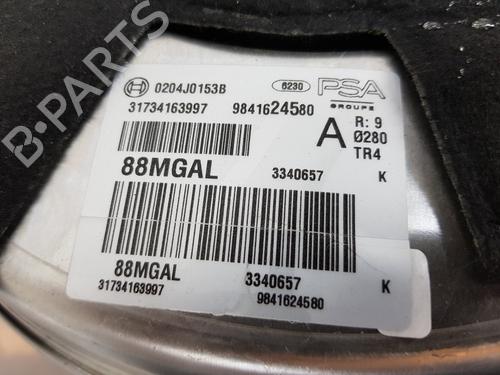 0204J0153B 6230 PSA
GROUPE
31734163997 9841624580
A R: 9
Ø280
TR4
88MGAL 3340657 K
88MGAL 3340657 K
31734163997 9841624580
B-PARTS